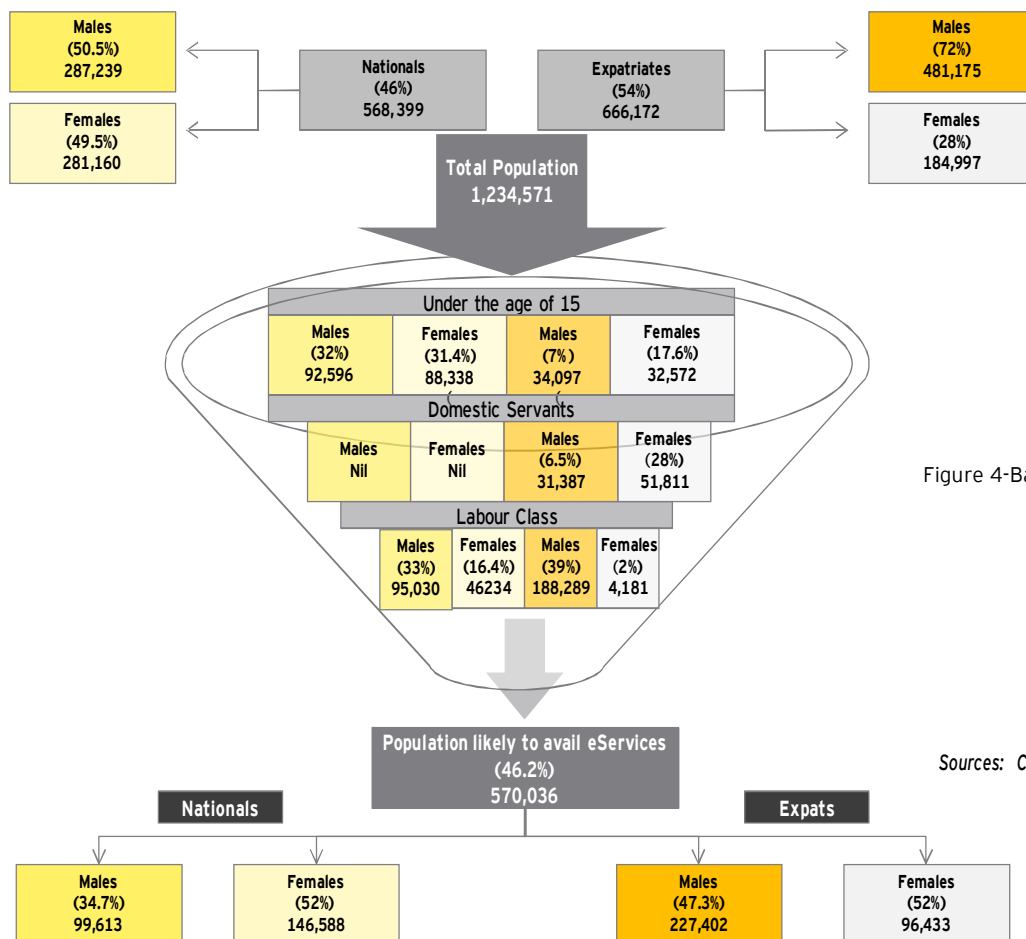 Males
(50.5%)
287,239
Females
(49.5%)
281,160
Nationals
(46%)
568,399
Expatriates
(54%)
666,172
Males
(72%)
481,175
Females
(28%)
184,997
Total Population
1,234,571
Under the age of 15
Males
(32%)
92,596
Females
(31.4%)
88,338
Males
(7%)
34,097
Females
(17.6%)
32,572
Domestic Servants
Males
Nil
Females
Nil
Males
(6.5%)
31,387
Females
(28%)
51,811
Labour Class
Males
(33%)
95,030
Females
(16.4%)
46234
Males
(39%)
188,289
Females
(2%)
4,181
Figure 4-Ba
Population likely to avail eServices
(46.2%)
570,036
Sources: C
Nationals
Expats
Males
(34.7%)
99,613
Females
(52%)
146,588
Males
(47.3%)
227,402
Females
(52%)
96,433